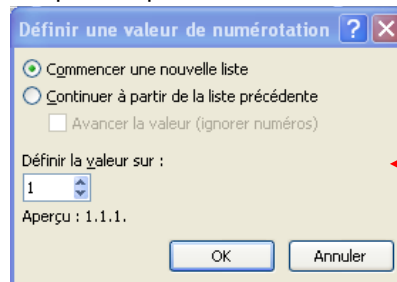 Définir une valeur de numérotation
Commencer une nouvelle liste
Continuer à partir de la liste précédente
Avancer la valeur (ignorer numéros)
Définir la valeur sur :
1
Aperçu : 1.1.1.
OK Annuler